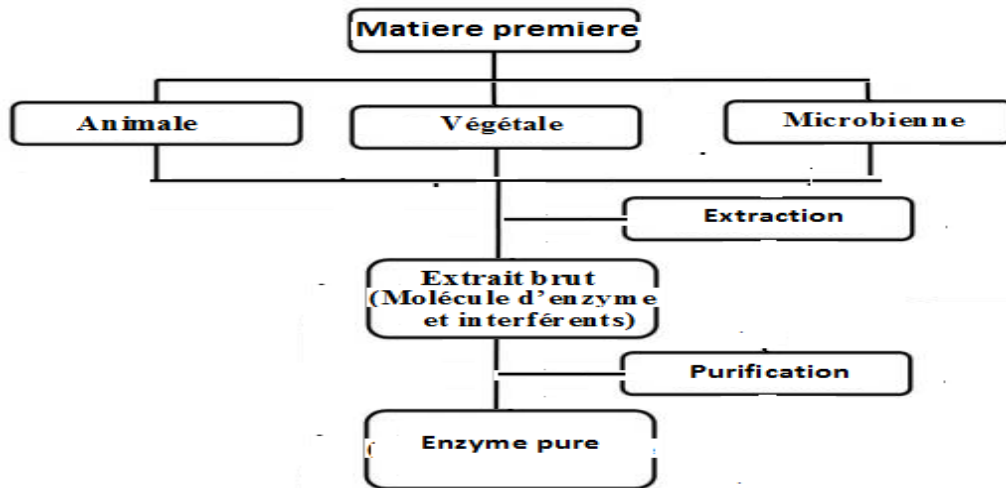 Matiere premiere
Animale
Végétale
Microbienne
Extraction
Extrait brut
(Molécule d'enzyme
et interférents)
Purification
Enzyme pure